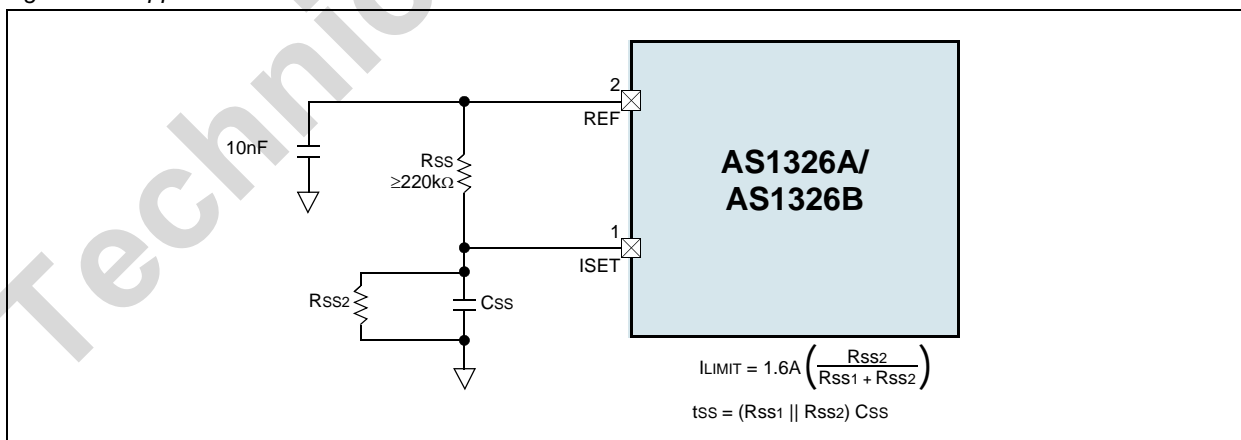 Technic
2
REF
10nF
RSS
≥220kΩ
AS1326A/
AS1326B
1
ISET
RSS2
CSS
ILIMIT = 1.6A ( RSS2 / RSS1 + RSS2 )
tSS = (RSS1 || RSS2) CSS